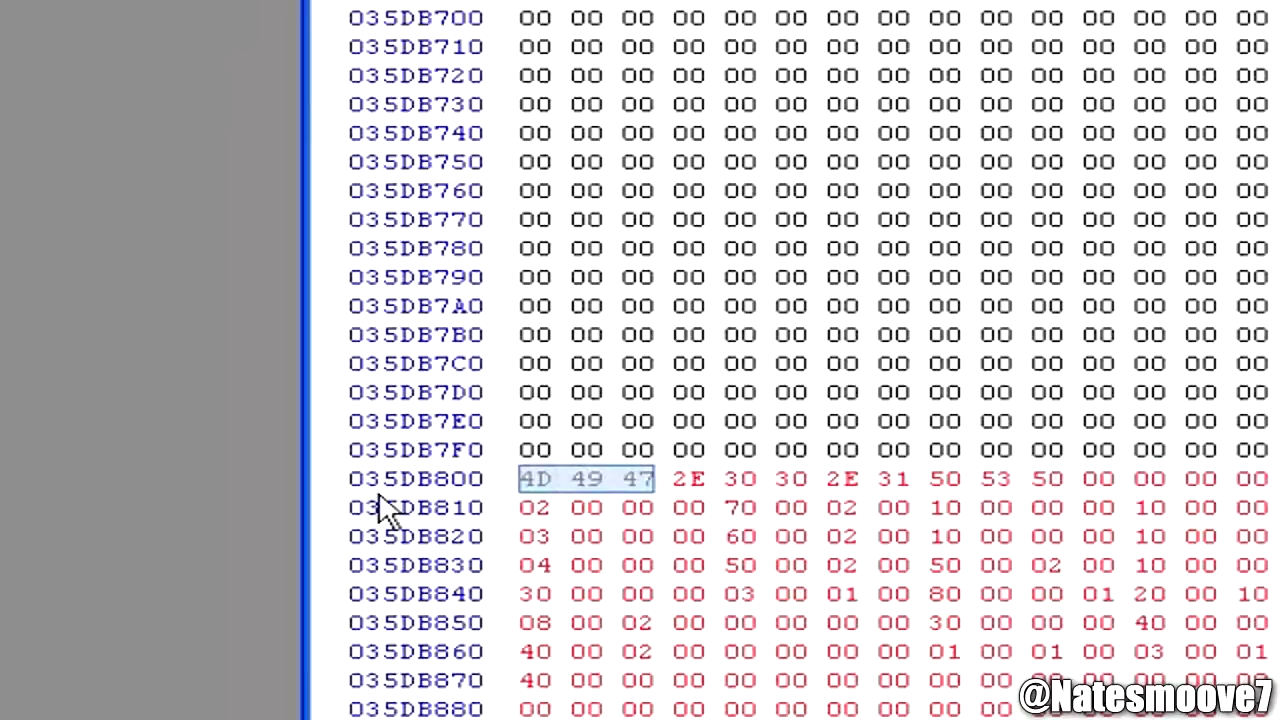 035DB700 00 00 00 00 00 00 00 00 00 00 00 00 00 00 00
035DB710 00 00 00 00 00 00 00 00 00 00 00 00 00 00 00
035DB720 00 00 00 00 00 00 00 00 00 00 00 00 00 00 00
035DB730 00 00 00 00 00 00 00 00 00 00 00 00 00 00 00
035DB740 00 00 00 00 00 00 00 00 00 00 00 00 00 00 00
035DB750 00 00 00 00 00 00 00 00 00 00 00 00 00 00 00
035DB760 00 00 00 00 00 00 00 00 00 00 00 00 00 00 00
035DB770 00 00 00 00 00 00 00 00 00 00 00 00 00 00 00
035DB780 00 00 00 00 00 00 00 00 00 00 00 00 00 00 00
035DB790 00 00 00 00 00 00 00 00 00 00 00 00 00 00 00
035DB7A0 00 00 00 00 00 00 00 00 00 00 00 00 00 00 00
035DB7B0 00 00 00 00 00 00 00 00 00 00 00 00 00 00 00
035DB7C0 00 00 00 00 00 00 00 00 00 00 00 00 00 00 00
035DB7D0 00 00 00 00 00 00 00 00 00 00 00 00 00 00 00
035DB7E0 00 00 00 00 00 00 00 00 00 00 00 00 00 00 00
035DB7F0 00 00 00 00 00 00 00 00 00 00 00 00 00 00 00
035DB800 4D 49 47 2E 30 30 2E 31 50 53 50 00 00 00 00
035DB810 02 00 00 00 70 00 02 00 10 00 00 00 10 00 00
035DB820 03 00 00 00 60 00 02 00 10 00 00 00 10 00 00
035DB830 04 00 00 00 50 00 02 00 50 00 02 00 10 00 00
035DB840 30 00 00 00 03 00 01 00 80 00 00 01 20 00 10
035DB850 08 00 02 00 00 00 00 00 30 00 00 00 40 00 00
035DB860 40 00 02 00 00 00 00 00 01 00 01 00 03 00 01
035DB870 40 00 00 00 00 00 00 00 00 00
035DB880 00 00 00 00 00 00 00 00 00 00
@Natesmoove7